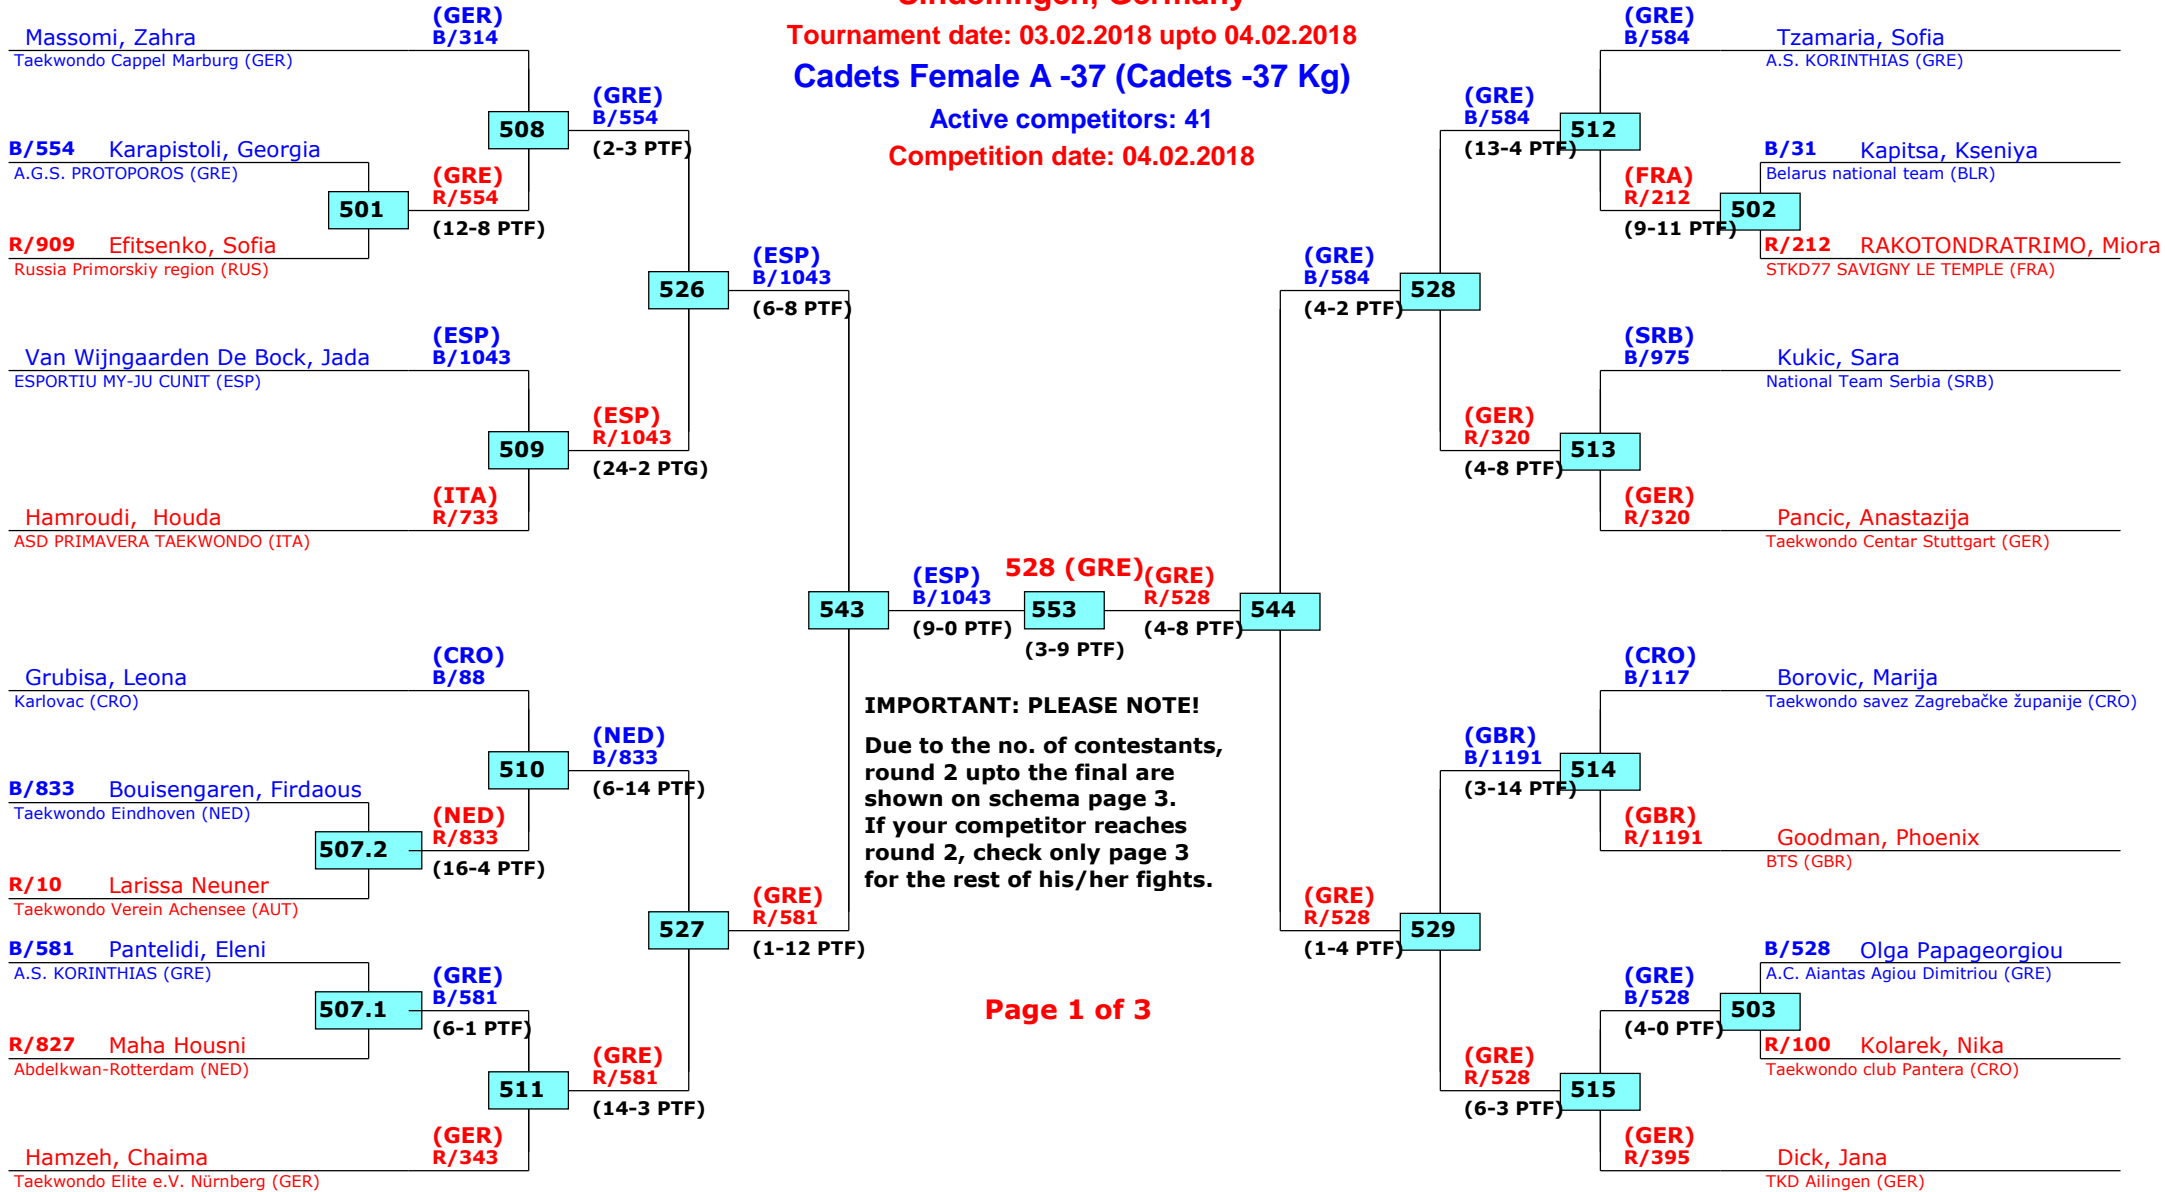 Sindelfingen, Germany
Tournament date: 03.02.2018 upto 04.02.2018
Cadets Female A -37 (Cadets -37 Kg)
Active competitors: 41
Competition date: 04.02.2018
Massomi, Zahra
Taekwondo Cappel Marburg (GER)
(GER)
B/314
B/554 Karapistoli, Georgia
A.G.S. PROTOPOROS (GRE)
501
(GRE)
R/554
(12-8 PTF)
R/909 Efitsenko, Sofia
Russia Primorskiy region (RUS)
508
(GRE)
B/554
(2-3 PTF)
Van Wijngaarden De Bock, Jada
ESPORTIU MY-JU CUNIT (ESP)
(ESP)
B/1043
509
(ESP)
R/1043
(24-2 PTG)
Hamroudi, Houda
ASD PRIMAVERA TAEKWONDO (ITA)
(ITA)
R/733
526
(ESP)
B/1043
(6-8 PTF)
Grubisa, Leona
Karlovac (CRO)
(CRO)
B/88
B/833 Bouisengaren, Firdaous
Taekwondo Eindhoven (NED)
507.2
(NED)
R/833
(16-4 PTF)
R/10 Larissa Neuner
Taekwondo Verein Achensee (AUT)
510
(NED)
B/833
(6-14 PTF)
B/581 Pantelidi, Eleni
A.S. KORINTHIAS (GRE)
507.1
(GRE)
B/581
(6-1 PTF)
R/827 Maha Housni
Abdelkwan-Rotterdam (NED)
511
(GRE)
R/581
(14-3 PTF)
Hamzeh, Chaima
Taekwondo Elite e.V. Nürnberg (GER)
(GER)
R/343
527
(GRE)
R/581
(1-12 PTF)
543
(ESP)
B/1043
(9-0 PTF)
528 (GRE)
553
(3-9 PTF)
(GRE)
R/528
(4-8 PTF)
544
IMPORTANT: PLEASE NOTE!
Due to the no. of contestants,
round 2 upto the final are
shown on schema page 3.
If your competitor reaches
round 2, check only page 3
for the rest of his/her fights.
Page 1 of 3
(GRE)
B/584
Tzamaria, Sofia
A.S. KORINTHIAS (GRE)
(GRE)
B/584
(13-4 PTF)
512
B/31 Kapitsa, Kseniya
Belarus national team (BLR)
(FRA)
R/212
(9-11 PTF)
502
R/212 RAKOTONDRATRIMO, Miora
STKD77 SAVIGNY LE TEMPLE (FRA)
(GRE)
B/584
(4-2 PTF)
528
(SRB)
B/975
Kukic, Sara
National Team Serbia (SRB)
(GER)
R/320
(4-8 PTF)
513
(GER)
R/320
Pancic, Anastazija
Taekwondo Centar Stuttgart (GER)
(CRO)
B/117
Borovic, Marija
Taekwondo savez Zagrebačke županije (CRO)
(GBR)
B/1191
(3-14 PTF)
514
(GBR)
R/1191
Goodman, Phoenix
BTS (GBR)
(GRE)
R/528
(1-4 PTF)
529
B/528 Olga Papageorgiou
A.C. Aiantas Agiou Dimitriou (GRE)
(GRE)
B/528
(4-0 PTF)
503
R/100 Kolarek, Nika
Taekwondo club Pantera (CRO)
(GRE)
R/528
(6-3 PTF)
515
(GER)
R/395
Dick, Jana
TKD Ailingen (GER)